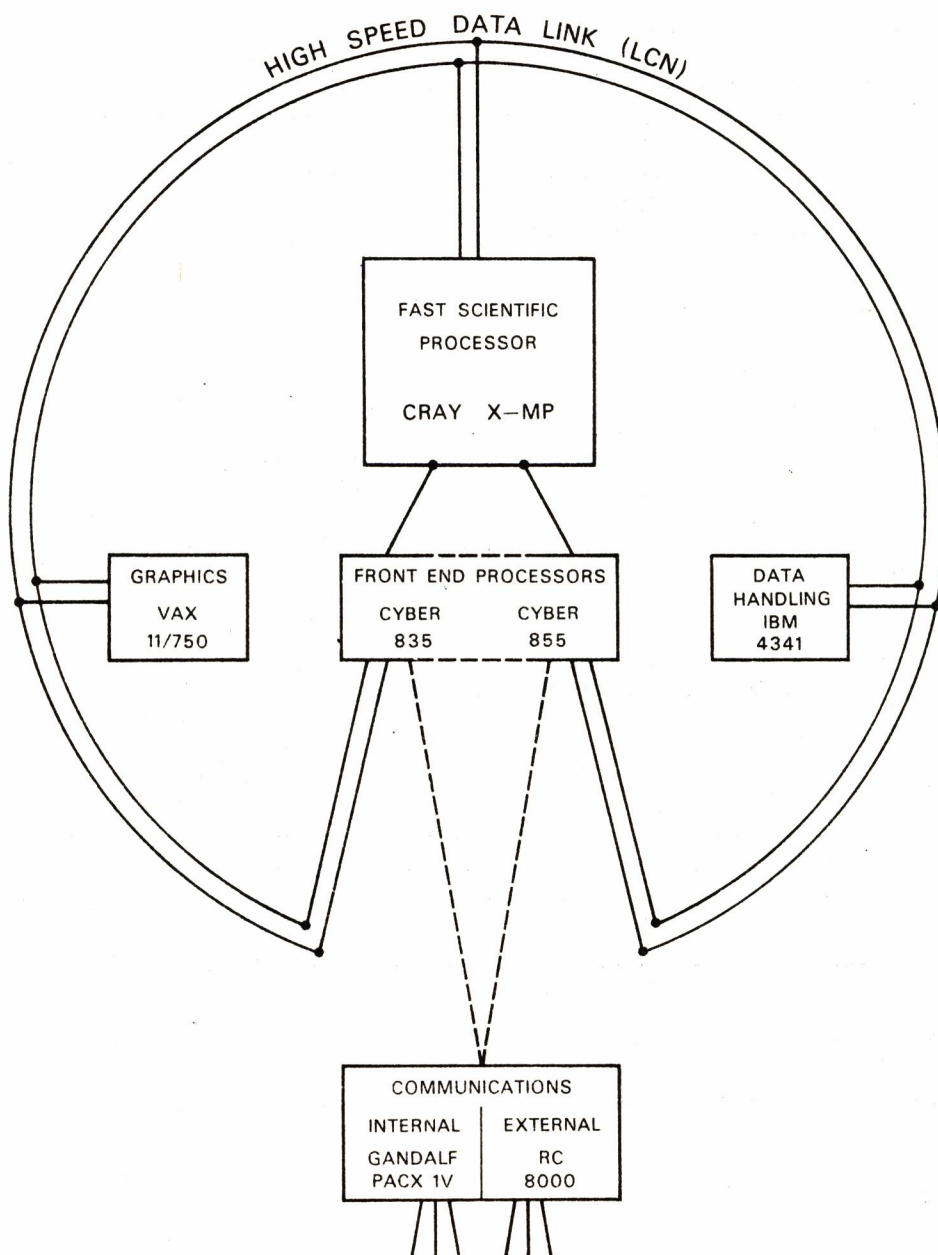 HIGH SPEED DATA LINK (LCN)
FAST SCIENTIFIC
PROCESSOR
CRAY X-MP
GRAPHICS
VAX
11/750
FRONT END PROCESSORS
CYBER CYBER
835 855
DATA
HANDLING
IBM
4341
COMMUNICATIONS
INTERNAL EXTERNAL
GANDALF RC
PACX 1V 8000